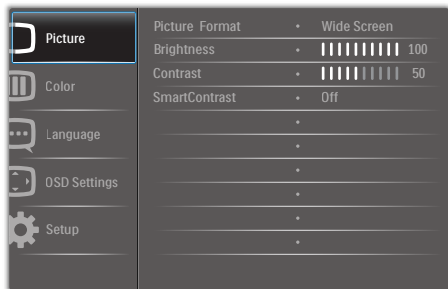 Picture
Color
Language
OSD Settings
Setup
Picture Format • Wide Screen
Brightness • 100
Contrast • 50
SmartContrast • Off
•
•
•
•
•
•